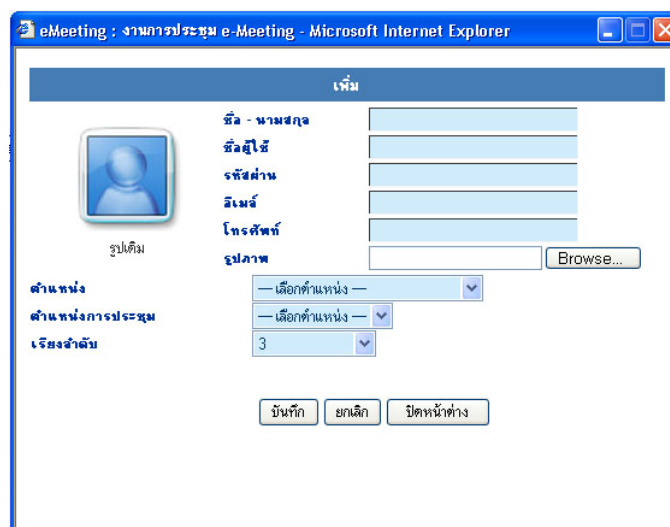 eMeeting : งานการประชุม e-Meeting - Microsoft Internet Explorer
เพิ่ม
ชื่อ - นามสกุล
ชื่อผู้ใช้
รหัสผ่าน
อีเมล์
โทรศัพท์
รูปเดิม
รูปภาพ Browse...
ตำแหน่ง --- เลือกตำแหน่ง ---
ตำแหน่งการประชุม --- เลือกตำแหน่ง ---
เรียงลำดับ 3
บันทึก ยกเลิก ปิดหน้าต่าง